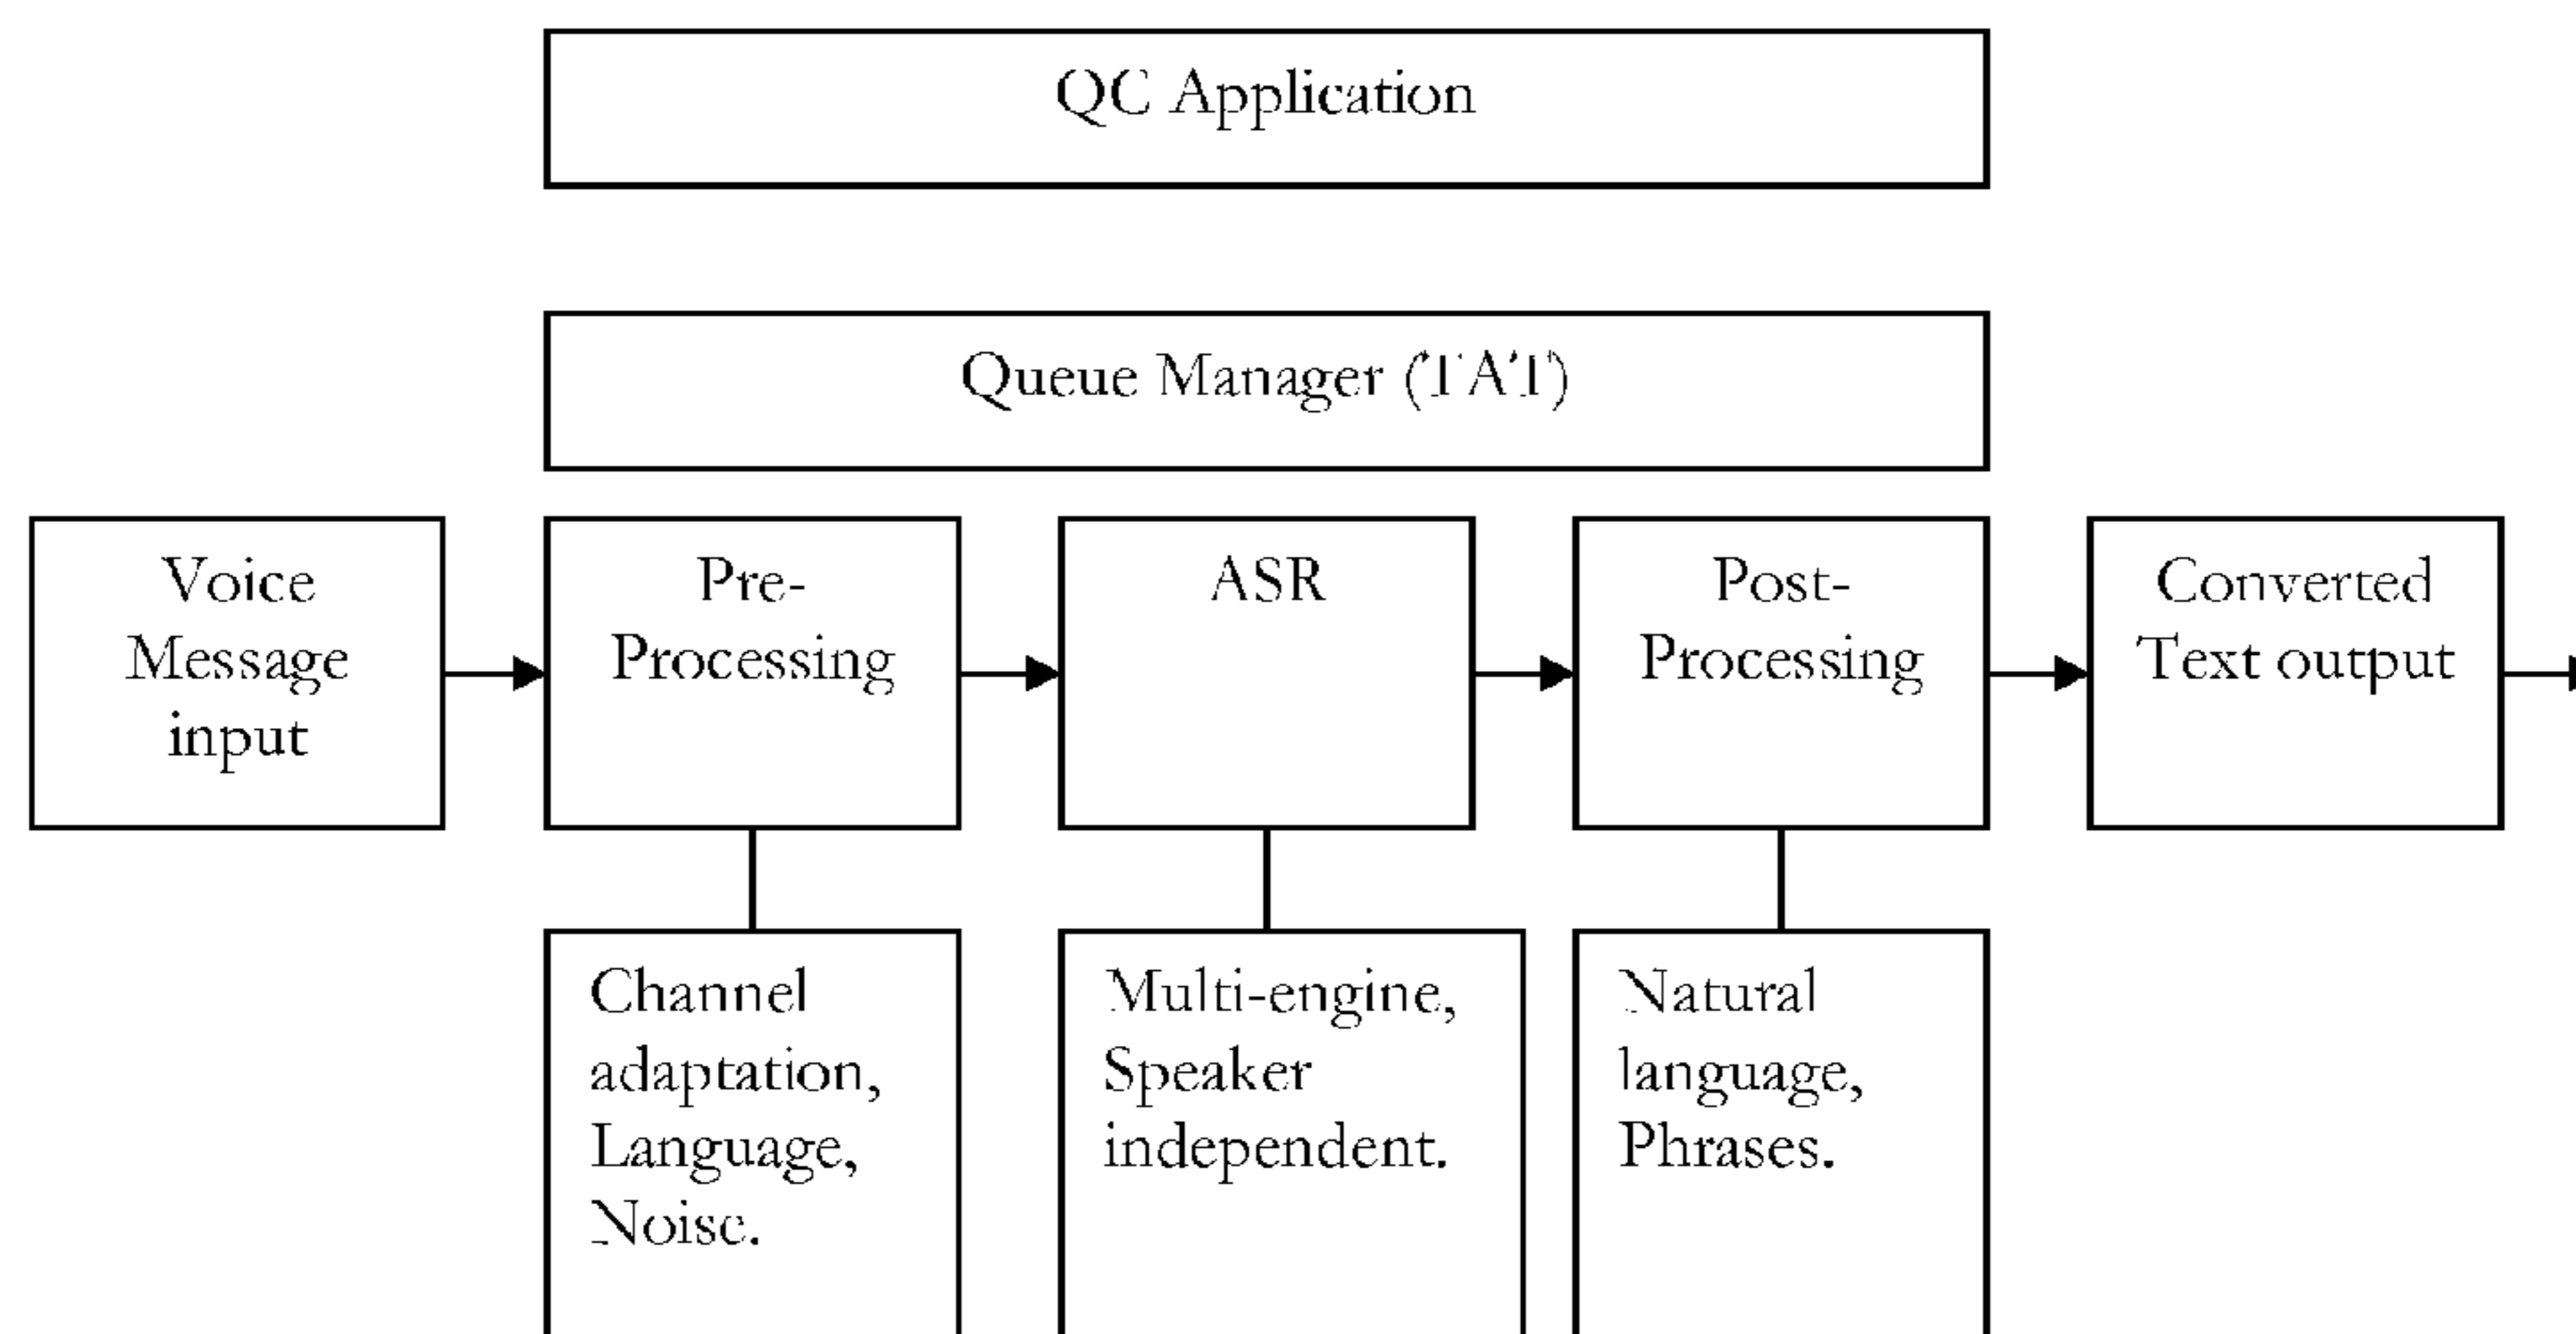 QC Application
Queue Manager (TAT)
Voice
Message
input
Pre-
Processing
ASR
Post-
Processing
Converted
Text output
Channel
adaptation,
Language,
Noise.
Multi-engine,
Speaker
independent.
Natural
language,
Phrases.